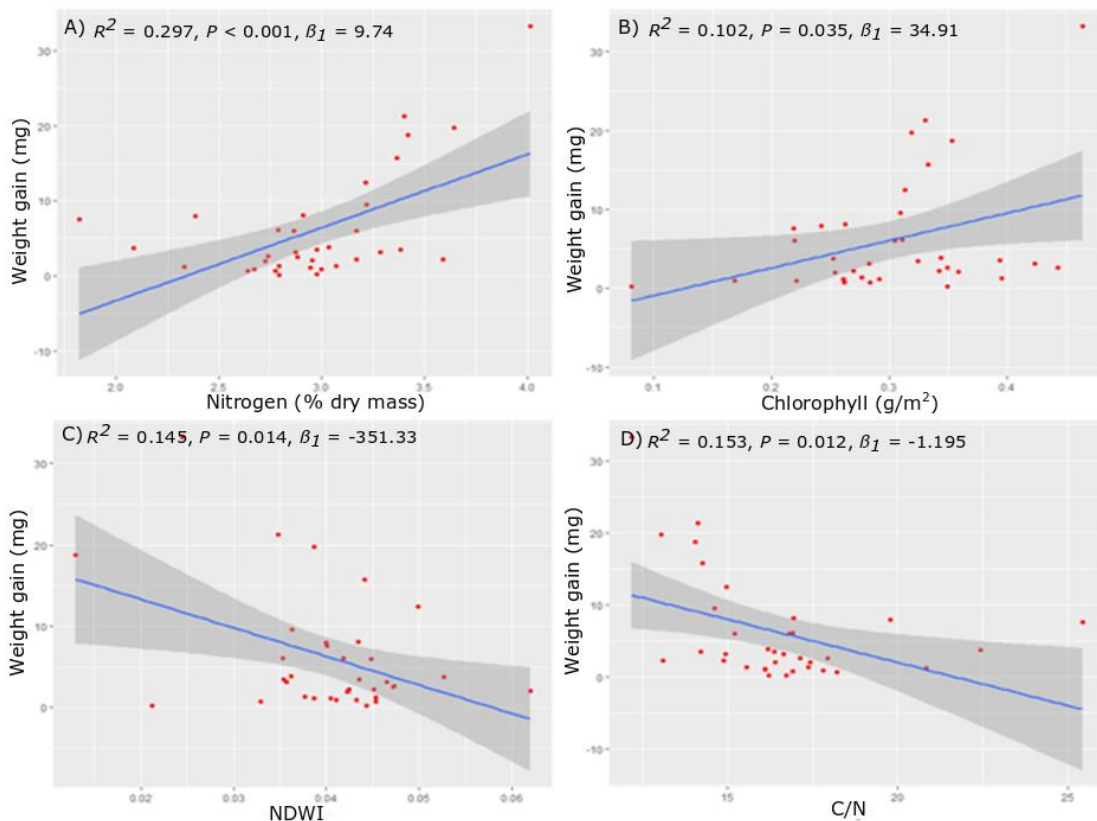 A) R² = 0.297, P < 0.001, ß₁ = 9.74
30
20
10
0
-10
Weight gain (mg)
2.0 2.5 3.0 3.5 4.0
Nitrogen (% dry mass)
B) R² = 0.102, P = 0.035, ß₁ = 34.91
30
20
10
0
-10
Weight gain (mg)
0.1 0.2 0.3 0.4
Chlorophyll (g/m²)
C) R² = 0.145, P = 0.014, ß₁ = -351.33
30
20
10
0
Weight gain (mg)
0.02 0.03 0.04 0.05 0.06
NDWI
D) R² = 0.153, P = 0.012, ß₁ = -1.195
30
20
10
0
-10
Weight gain (mg)
15 20 25
C/N